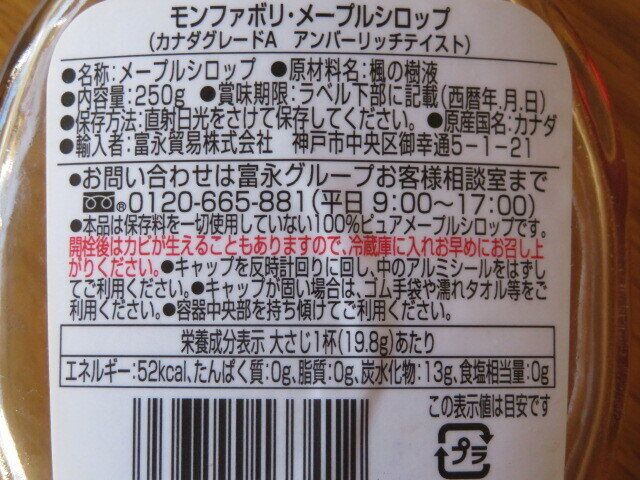 モンファボリ・メープルシロップ
(カナダグレードA アンバーリッチテイスト)
●名称:メープルシロップ ●原材料名:楓の樹液
●内容量:250g ●賞味期限:ラベル下部に記載(西暦年.月.日)
●保存方法:直射日光をさけて保存してください。●原産国名:カナダ
●輸入者:富永貿易株式会社 神戸市中央区御幸通5-1-21
●お問い合わせは富永グループお客様相談室まで
0120-665-881(平日 9:00〜17:00)
●本品は保存料を一切使用していない100%ピュアメープルシロップです。
開栓後はカビが生えることもありますので、冷蔵庫に入れお早めにお召し上
がりください。●キャップを反時計回りに回し、中のアルミシールをはずし
てご利用ください。●キャップが固い場合は、ゴム手袋や濡れタオル等をご
利用ください。●容器中央部を持ち傾けてご利用ください。
栄養成分表示 大さじ1杯(19.8g)あたり
エネルギー:52kcal,たんぱく質:0g,脂質:0g,炭水化物:13g,食塩相当量:0g
この表示値は目安です
プラ